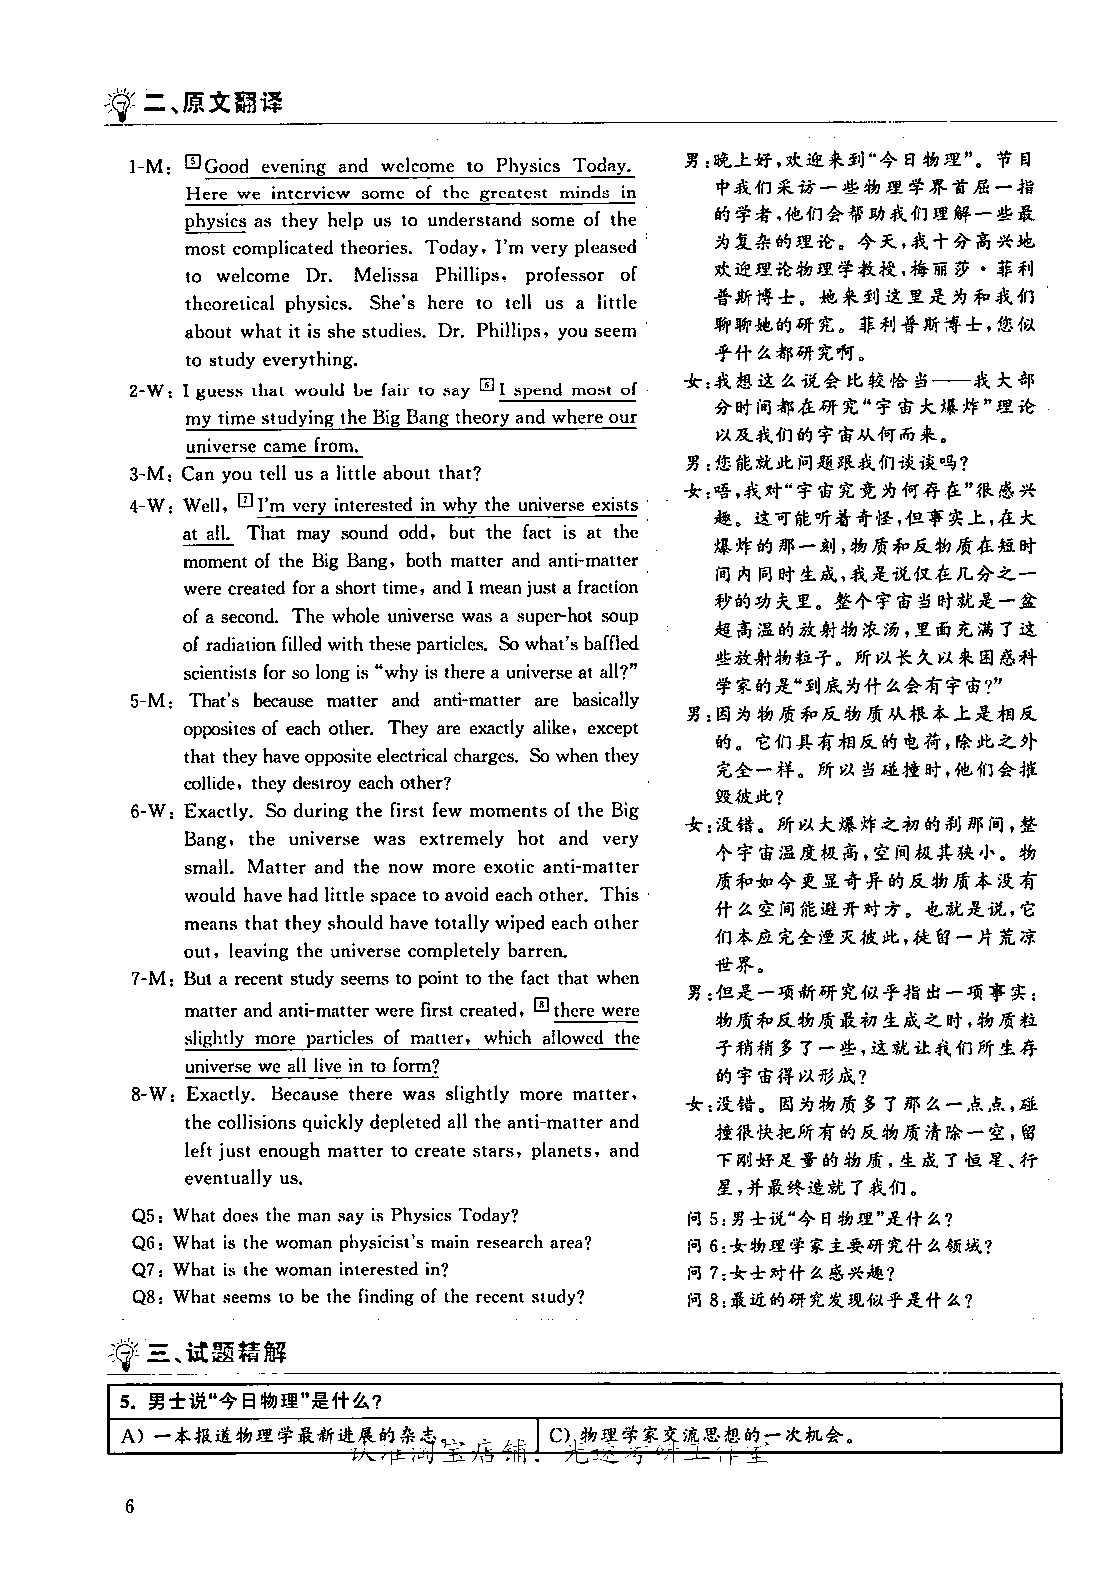 二、原文翻译
1-M: [5]Good evening and welcome to Physics Today.
Here we interview some of the greatest minds in
physics as they help us to understand some of the
most complicated theories. Today, I'm very pleased
to welcome Dr. Melissa Phillips, professor of
theoretical physics. She's here to tell us a little
about what it is she studies. Dr. Phillips, you seem
to study everything.
2-W: I guess that would be fair to say [6]I spend most of
my time studying the Big Bang theory and where our
universe came from.
3-M: Can you tell us a little about that?
4-W: Well, [7]I'm very interested in why the universe exists
at all. That may sound odd, but the fact is at the
moment of the Big Bang, both matter and anti-matter
were created for a short time, and I mean just a fraction
of a second. The whole universe was a super-hot soup
of radiation filled with these particles. So what's baffled
scientists for so long is “why is there a universe at all?”
5-M: That's because matter and anti-matter are basically
opposites of each other. They are exactly alike, except
that they have opposite electrical charges. So when they
collide, they destroy each other?
6-W: Exactly. So during the first few moments of the Big
Bang, the universe was extremely hot and very
small. Matter and the now more exotic anti-matter
would have had little space to avoid each other. This
means that they should have totally wiped each other
out, leaving the universe completely barren.
7-M: But a recent study seems to point to the fact that when
matter and anti-matter were first created, [8]there were
slightly more particles of matter, which allowed the
universe we all live in to form?
8-W: Exactly. Because there was slightly more matter,
the collisions quickly depleted all the anti-matter and
left just enough matter to create stars, planets, and
eventually us.
Q5: What does the man say is Physics Today?
Q6: What is the woman physicist's main research area?
Q7: What is the woman interested in?
Q8: What seems to be the finding of the recent study?
男:晚上好,欢迎来到“今日物理”。节目
中我们采访一些物理学界首屈一指
的学者,他们会帮助我们理解一些最
为复杂的理论。今天,我十分高兴地
欢迎理论物理学教授,梅丽莎·菲利
普斯博士。她来到这里是为和我们
聊聊她的研究。菲利普斯博士,您似
乎什么都研究啊。
女:我想这么说会比较恰当——我大部
分时间都在研究“宇宙大爆炸”理论
以及我们的宇宙从何而来。
男:您能就此问题跟我们谈谈吗?
女:唔,我对“宇宙究竟为何存在”很感兴
趣。这可能听着奇怪,但事实上,在大
爆炸的那一刻,物质和反物质在短时
间内同时生成,我是说仅在几分之一
秒的功夫里。整个宇宙当时就是一盆
超高温的放射物浓汤,里面充满了这
些放射物粒子。所以长久以来困惑科
学家的是“到底为什么会有宇宙?”
男:因为物质和反物质从根本上是相反
的。它们具有相反的电荷,除此之外
完全一样。所以当碰撞时,他们会摧
毁彼此?
女:没错。所以大爆炸之初的刹那间,整
个宇宙温度极高,空间极其狭小。物
质和如今更显奇异的反物质本没有
什么空间能避开对方。也就是说,它
们本应完全湮灭彼此,徒留一片荒凉
世界。
男:但是一项新研究似乎指出一项事实:
物质和反物质最初生成之时,物质粒
子稍稍多了一些,这就让我们所生存
的宇宙得以形成?
女:没错。因为物质多了那么一点点,碰
撞很快把所有的反物质清除一空,留
下刚好足量的物质,生成了恒星、行
星,并最终造就了我们。
问 5:男士说“今日物理”是什么?
问 6:女物理学家主要研究什么领域?
问 7:女士对什么感兴趣?
问 8:最近的研究发现似乎是什么?
三、试题精解
5. 男士说“今日物理”是什么?
A) 一本报道物理学最新进展的杂志。
C) 物理学家交流思想的一次机会。
6